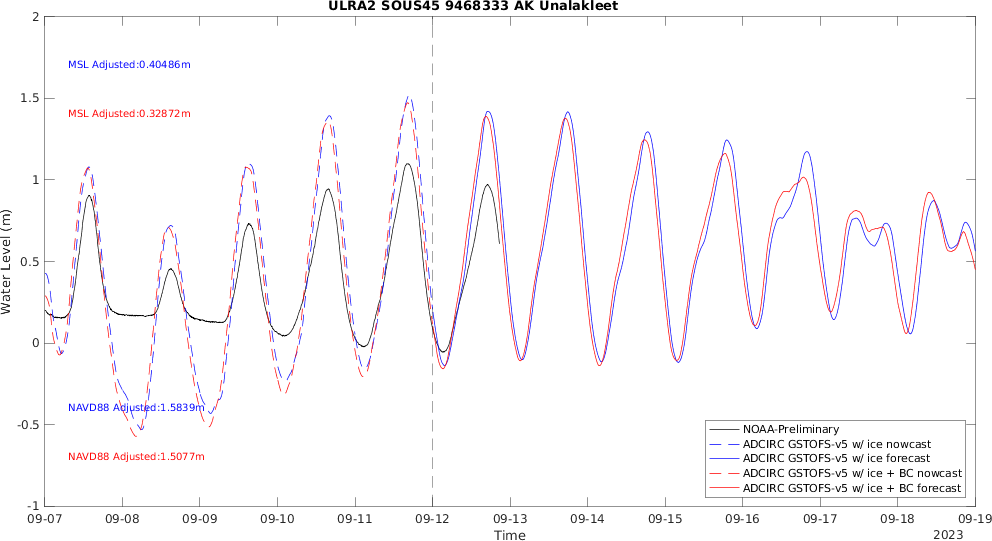 ULRA2 SOUS45 9468333 AK Unalakleet
2
1.5
1
0.5
0
-0.5
-1
Water Level (m)
MSL Adjusted:0.40486m
MSL Adjusted:0.32872m
NAVD88 Adjusted:1.5839m
NAVD88 Adjusted:1.5077m
NOAA-Preliminary
ADCIRC GSTOFS-v5 w/ ice nowcast
ADCIRC GSTOFS-v5 w/ ice forecast
ADCIRC GSTOFS-v5 w/ ice + BC nowcast
ADCIRC GSTOFS-v5 w/ ice + BC forecast
09-07 09-08 09-09 09-10 09-11 09-12 09-13 09-14 09-15 09-16 09-17 09-18 09-19
Time
2023